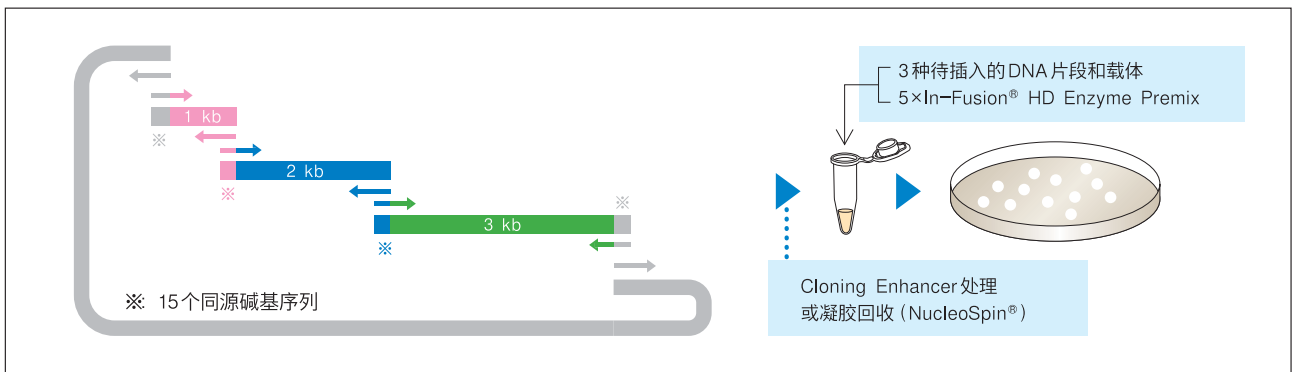 1 kb
※
2 kb
※
※
3 kb
※
※ 15个同源碱基序列
3种待插入的DNA片段和载体
5×In-Fusion® HD Enzyme Premix
Cloning Enhancer处理
或凝胶回收(NucleoSpin®)